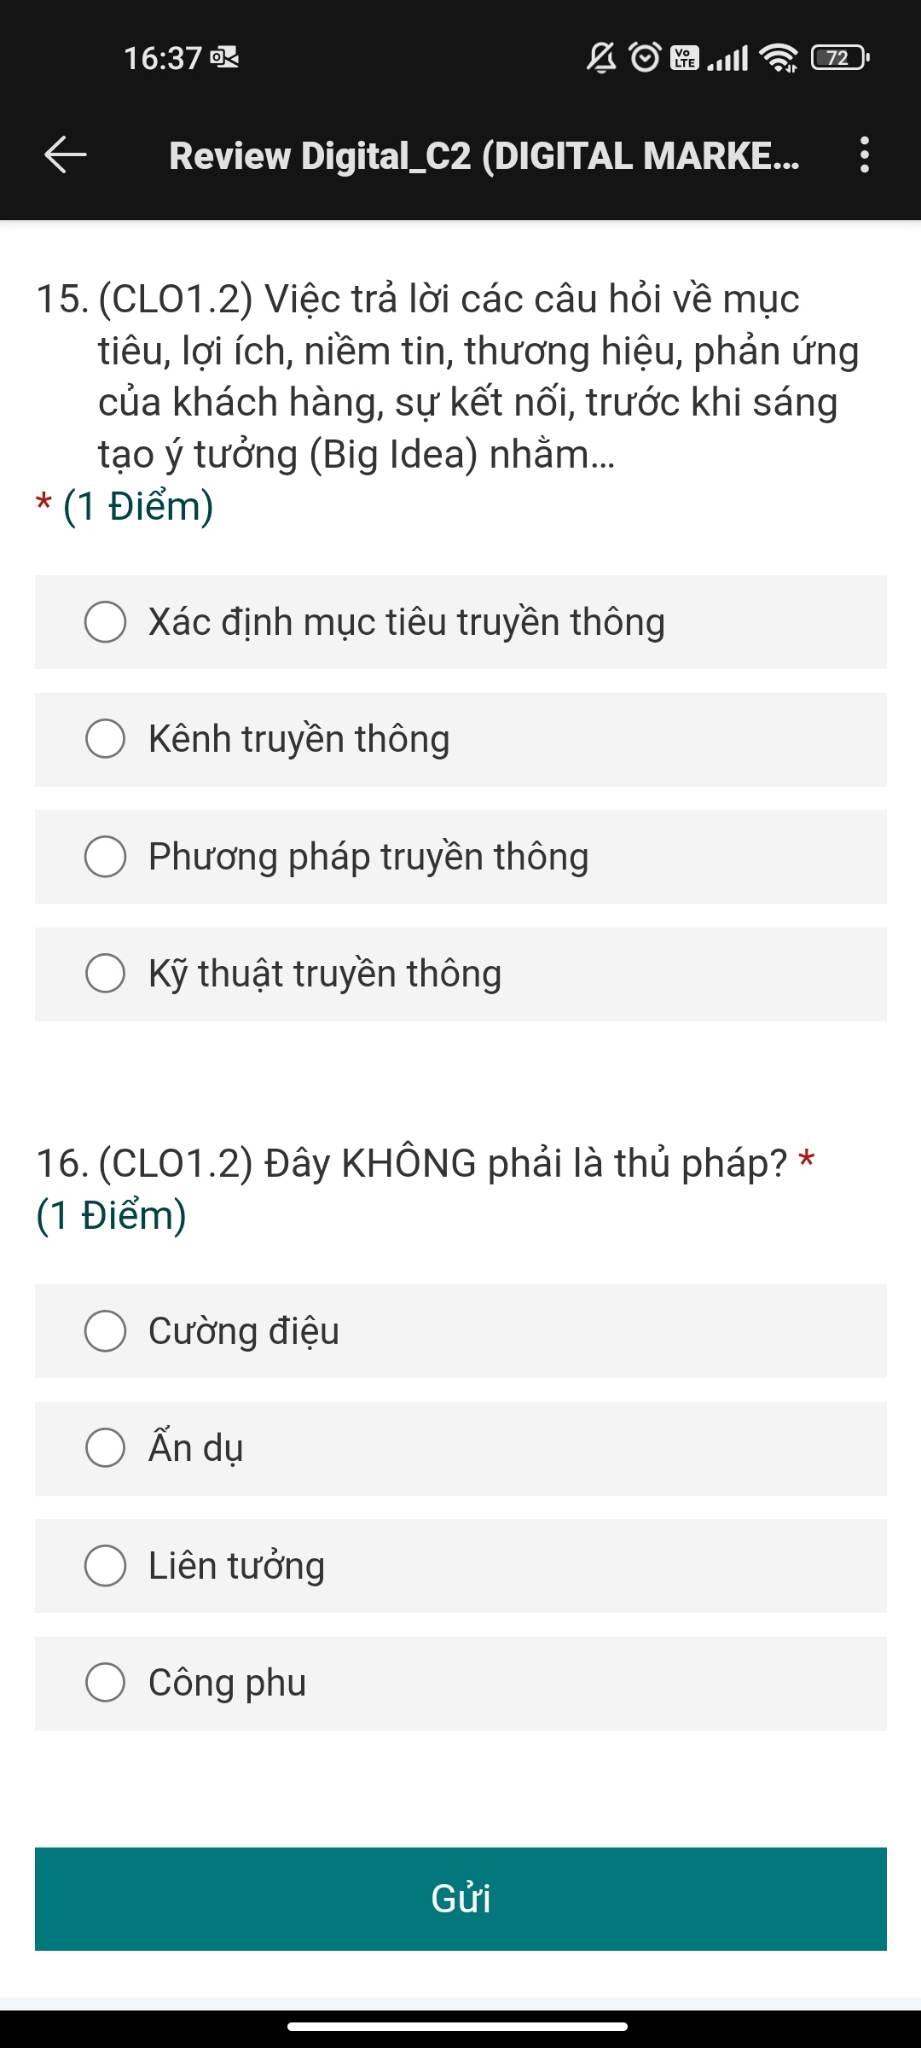 16:37
Vo
LTE
72
Review Digital_C2 (DIGITAL MARKE...
15. (CLO1.2) Việc trả lời các câu hỏi về mục
tiêu, lợi ích, niềm tin, thương hiệu, phản ứng
của khách hàng, sự kết nối, trước khi sáng
tạo ý tưởng (Big Idea) nhằm...
* (1 Điểm)
Xác định mục tiêu truyền thông
Kênh truyền thông
Phương pháp truyền thông
Kỹ thuật truyền thông
16. (CLO1.2) Đây KHÔNG phải là thủ pháp? *
(1 Điểm)
Cường điệu
Ẩn dụ
Liên tưởng
Công phu
Gửi